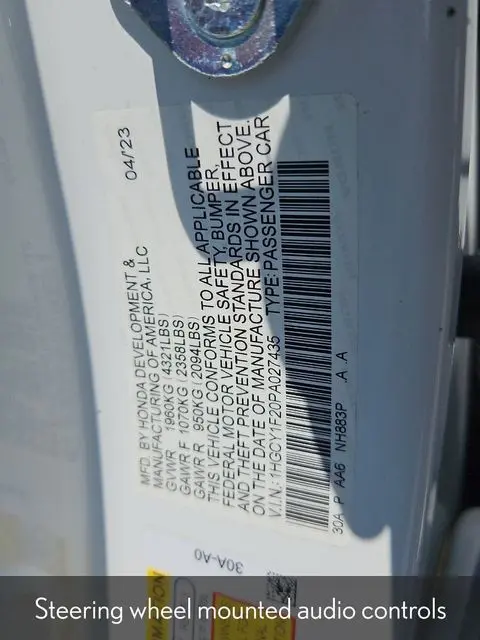 MFD. BY HONDA DEVELOPMENT & 04/23
MANUFACTURING OF AMERICA, LLC
GVWR 1960KG (4321LBS)
GAWR F 1070KG (2358LBS)
GAWR R 950KG (2094LBS)
THIS VEHICLE CONFORMS TO ALL APPLICABLE
FEDERAL MOTOR VEHICLE SAFETY, BUMPER,
AND THEFT PREVENTION STANDARDS IN EFFECT
ON THE DATE OF MANUFACTURE SHOWN ABOVE.
V.I.N.: 1HGCY1F20PA027435 TYPE:PASSENGER CAR
30A P AA6 NH883P A A
30A-A0
Steering wheel mounted audio controls